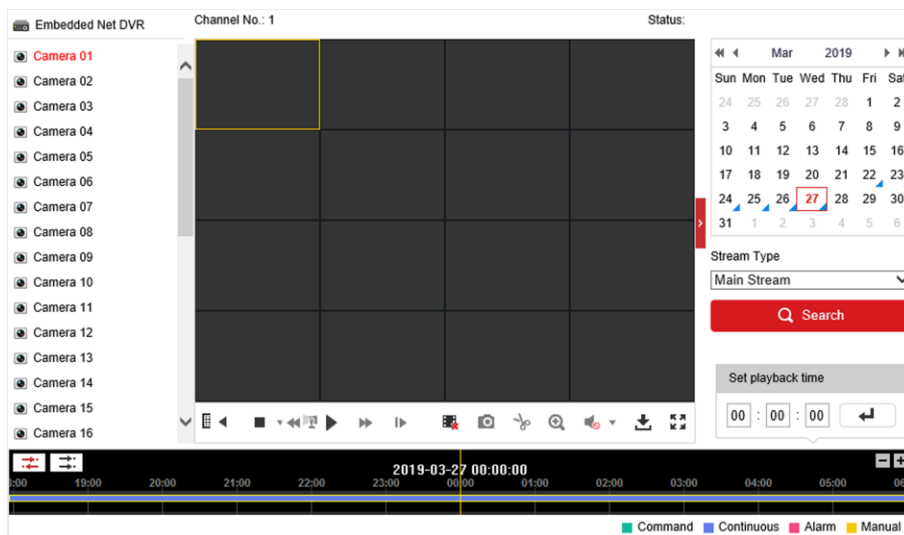 Embedded Net DVR
Channel No.: 1
Status:
Camera 01
Camera 02
Camera 03
Camera 04
Camera 05
Camera 06
Camera 07
Camera 08
Camera 09
Camera 10
Camera 11
Camera 12
Camera 13
Camera 14
Camera 15
Camera 16
Mar 2019
Sun Mon Tue Wed Thu Fri Sat
24 25 26 27 28 1 2
3 4 5 6 7 8 9
10 11 12 13 14 15 16
17 18 19 20 21 22 23
24 25 26 27 28 29 30
31 1 2 3 4 5 6
Stream Type
Main Stream
Search
Set playback time
00 : 00 : 00
2019-03-27 00:00:00
:00 19:00 20:00 21:00 22:00 23:00 00:00 01:00 02:00 03:00 04:00 05:00 06
Command Continuous Alarm Manual